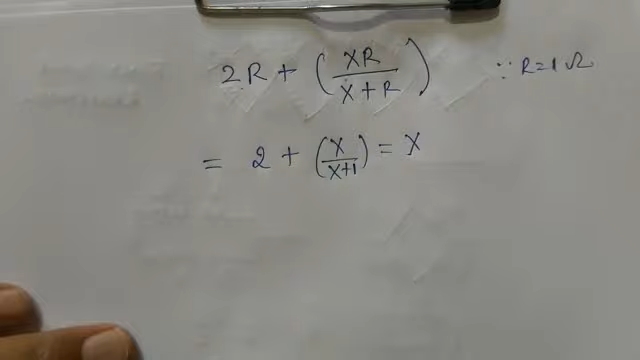 2R + (XR / X + R) ∵ R = 1 Ω
= 2 + (X / X+1) = X